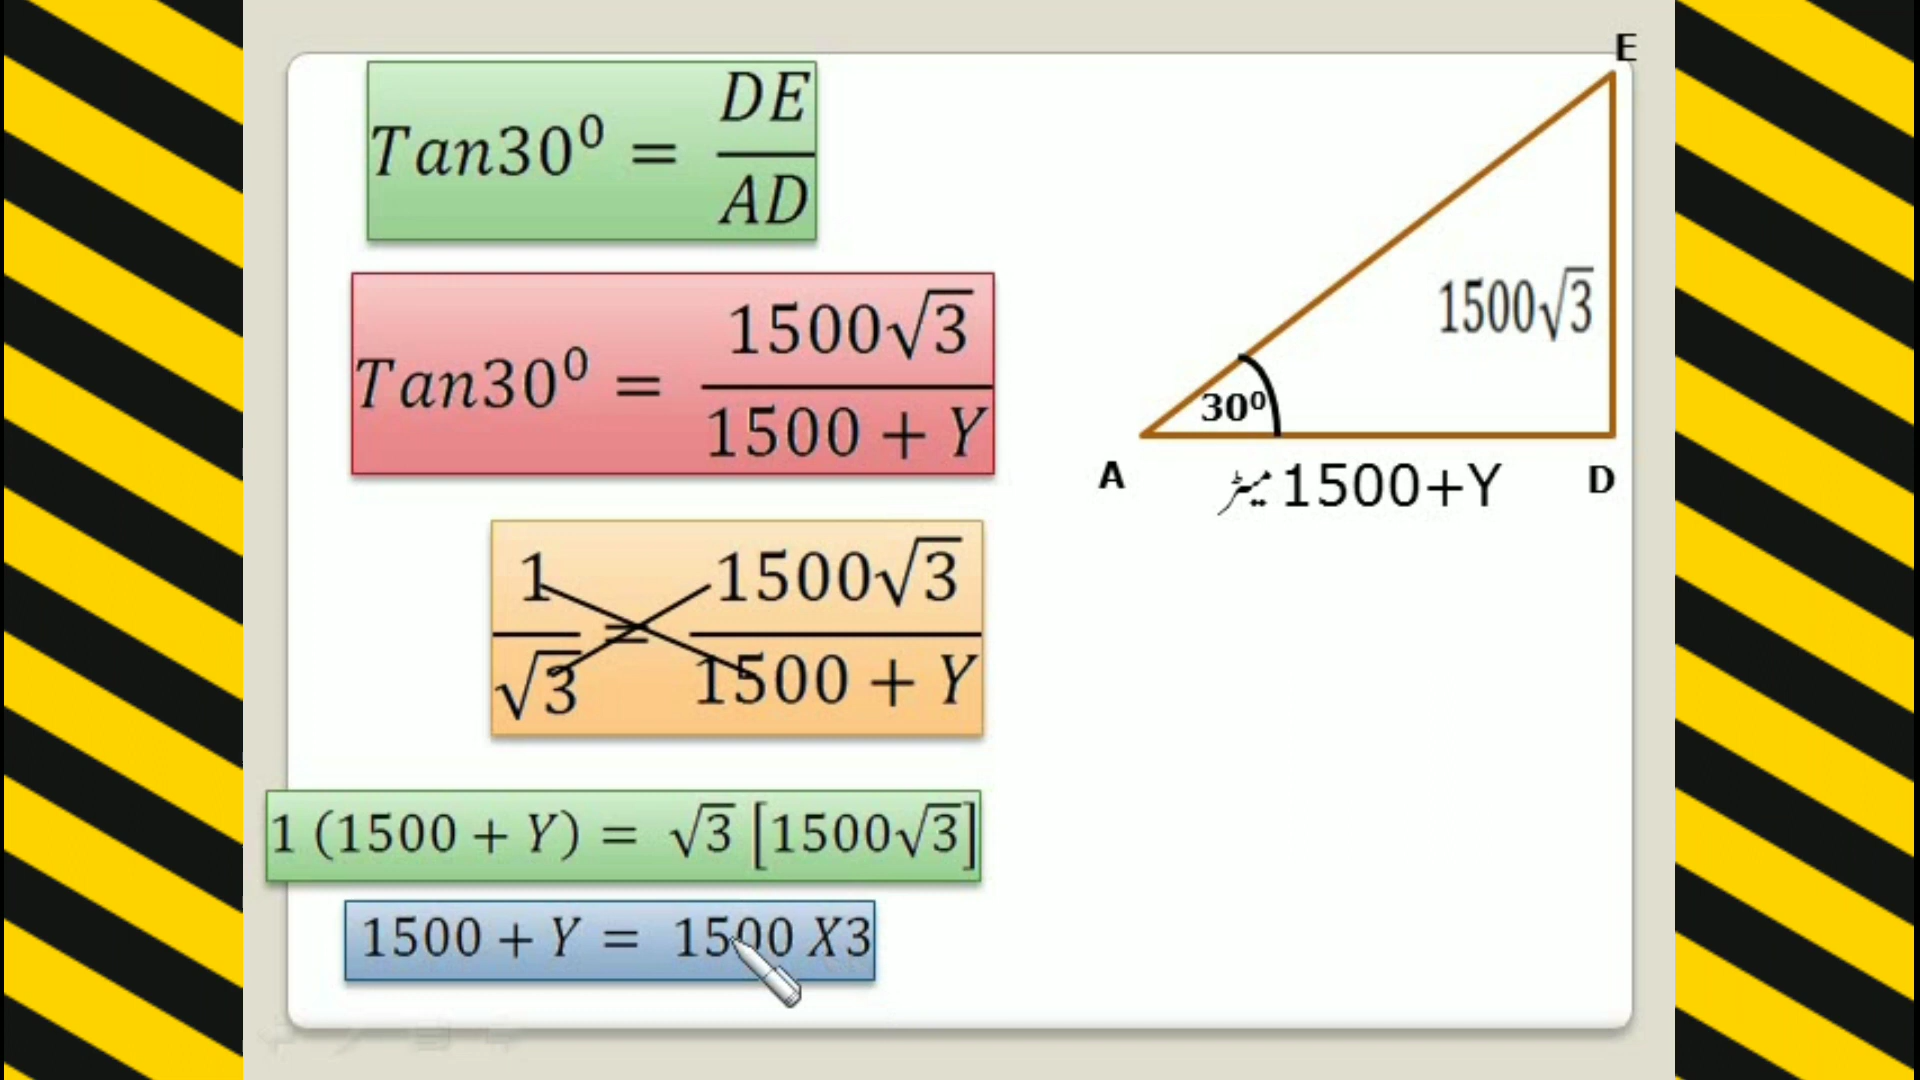 Tan30⁰ = DE/AD
Tan30⁰ = 1500√3/1500 + Y
1/√3 = 1500√3/1500 + Y
1 (1500 + Y) = √3 [1500√3]
1500 + Y = 1500 X3
E
1500√3
30⁰
A
1500+Y میٹر
D